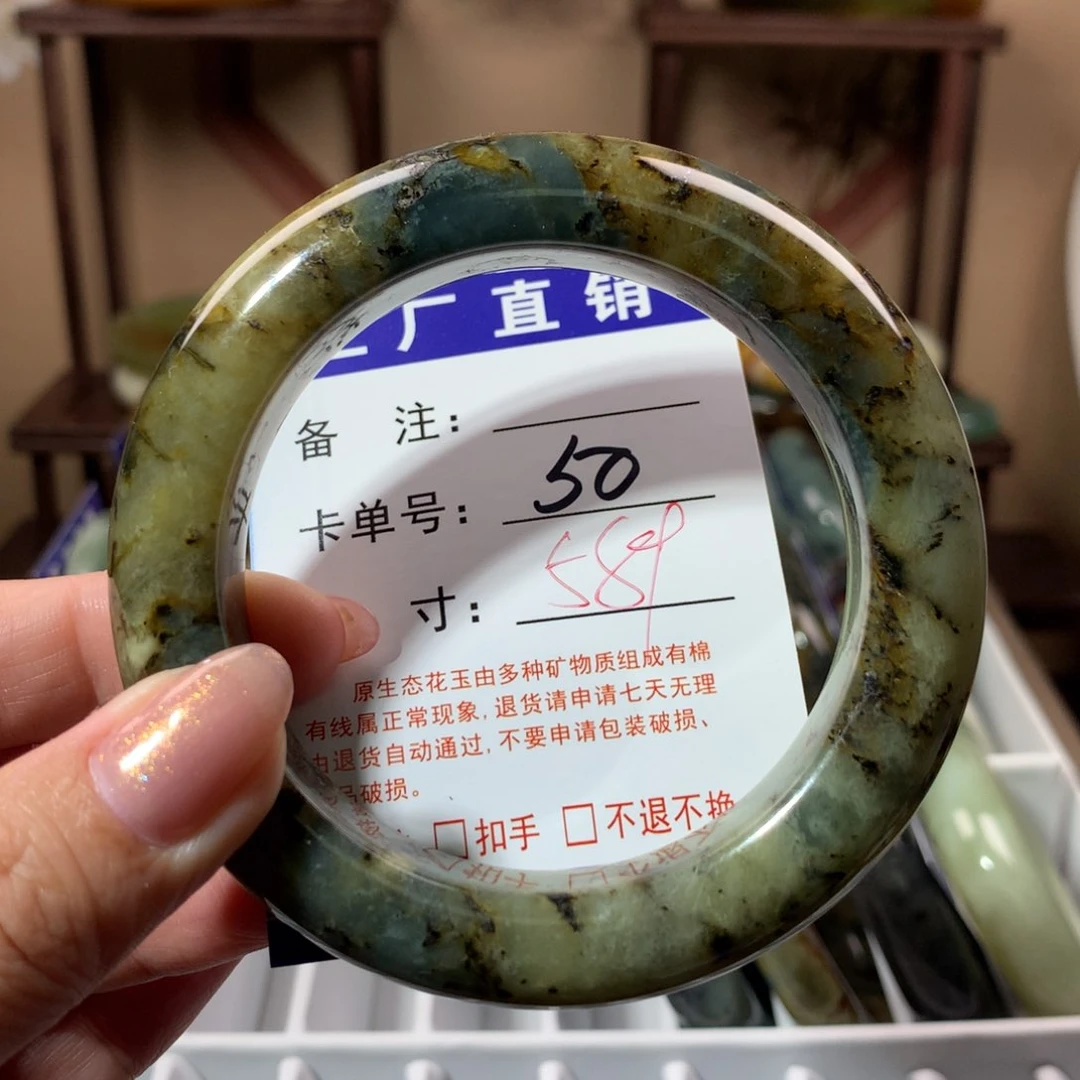 厂直销
备 注：
卡单号： 50
寸： 589
原生态花玉由多种矿物质组成有棉
有线属正常现象，退货请申请七天无理
由退货自动通过，不要申请包装破损、
品破损。
□扣手 □不退不换